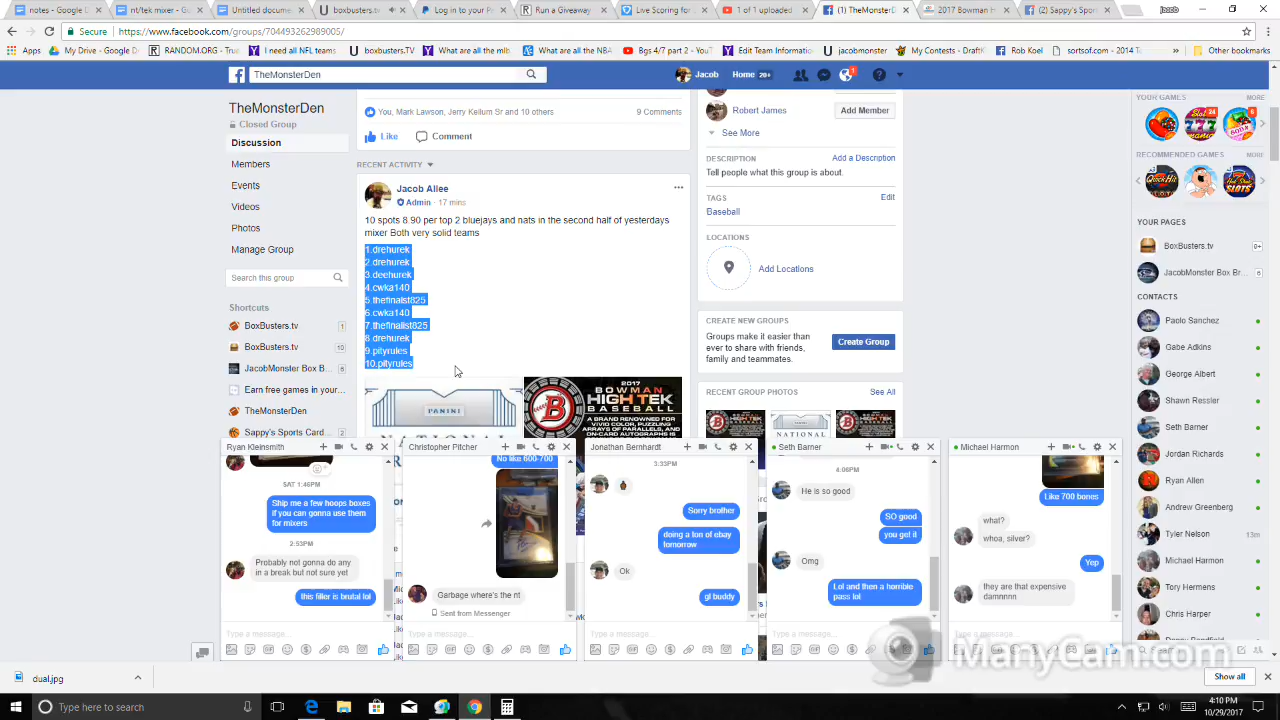 notes - Google D
nt/tek mixer - Go
Untitled docume
boxbusters.tv
Log in to your P
Run a Giveaway
Live Scoring for
1 of 1 uploaded
(1) TheMonsterD
2017 Bowman H
(2) Sappy's Sport
jacob
Secure
https://www.facebook.com/groups/704493262989005/
Apps
My Drive - Google D
RANDOM.ORG - True
I need all NFL teams
boxbusters.TV
What are all the mlb
What are all the NBA
Bgs 4/7 part 2 - YouT
Edit Team Informatio
jacobmonster
My Contests - DraftK
Rob Koel
sortsof.com - 2014 To
Other bookmarks
TheMonsterDen
Jacob
Home 20+
1
TheMonsterDen
Closed Group
Discussion
Members
Events
Videos
Photos
Manage Group
Search this group
Shortcuts
BoxBusters.tv 1
BoxBusters.tv 10
JacobMonster Box B... 6
Earn free games in your...
TheMonsterDen
Sappy's Sports Card...
You, Mark Lawson, Jerry Kellum Sr and 10 others
9 Comments
Like
Comment
RECENT ACTIVITY
Jacob Allee
Admin · 17 mins
10 spots 8.90 per top 2 bluejays and nats in the second half of yesterdays
mixer Both very solid teams
1.drehurek
2.drehurek
3.deehurek
4.cwka140
5.thefinalst825
6.cwka140
7.thefinalist825
8.drehurek
9.pityrules
10.pityrules
PANINI
2017
BOWMAN
HIGH TEK
BASEBALL
A BRAND RENOWNED FOR
VIVID COLOR, PUZZLING
ARRAYS OF PARALLELS, AND
ON-CARD AUTOGRAPHS IS
Robert James
Add Member
See More
DESCRIPTION
Add a Description
Tell people what this group is about.
TAGS
Edit
Baseball
LOCATIONS
Add Locations
CREATE NEW GROUPS
Groups make it easier than
ever to share with friends,
family and teammates.
Create Group
RECENT GROUP PHOTOS
See All
NATIONAL
YOUR GAMES
MORE
RECOMMENDED GAMES
MORE
YOUR PAGES
BoxBusters.tv 9+
JacobMonster Box Br... 6
CONTACTS
Paolo Sanchez
Gabe Adkins
George Albert
Shawn Ressler
Seth Barner
Jordan Richards
Ryan Allen
Andrew Greenberg
Tyler Nelson 13m
Michael Harmon
Tory Hermens
Chris Harper
Ryan Kleinsmith
SAT 1:46PM
Ship me a few hoops boxes
if you can gonna use them
for mixers
2:53PM
Probably not gonna do any
in a break but not sure yet
this filler is brutal lol
Type a message...
Christopher Pitcher
No like 600-700
Garbage where's the nt
Sent from Messenger
Type a message...
Jonathan Bernhardt
3:33PM
Sorry brother
doing a ton of ebay
tomorrow
Ok
gl buddy
Type a message...
Seth Barner
4:06PM
He is so good
SO good
you get it
Omg
Lol and then a horrible
pass lol
Type a message...
Michael Harmon
Like 700 bones
what?
whoa, silver?
Yep
they are that expensive
damnnnn
Type a message...
ManyCam.com
dual.jpg
Show all
Type here to search
4:10 PM
10/29/2017